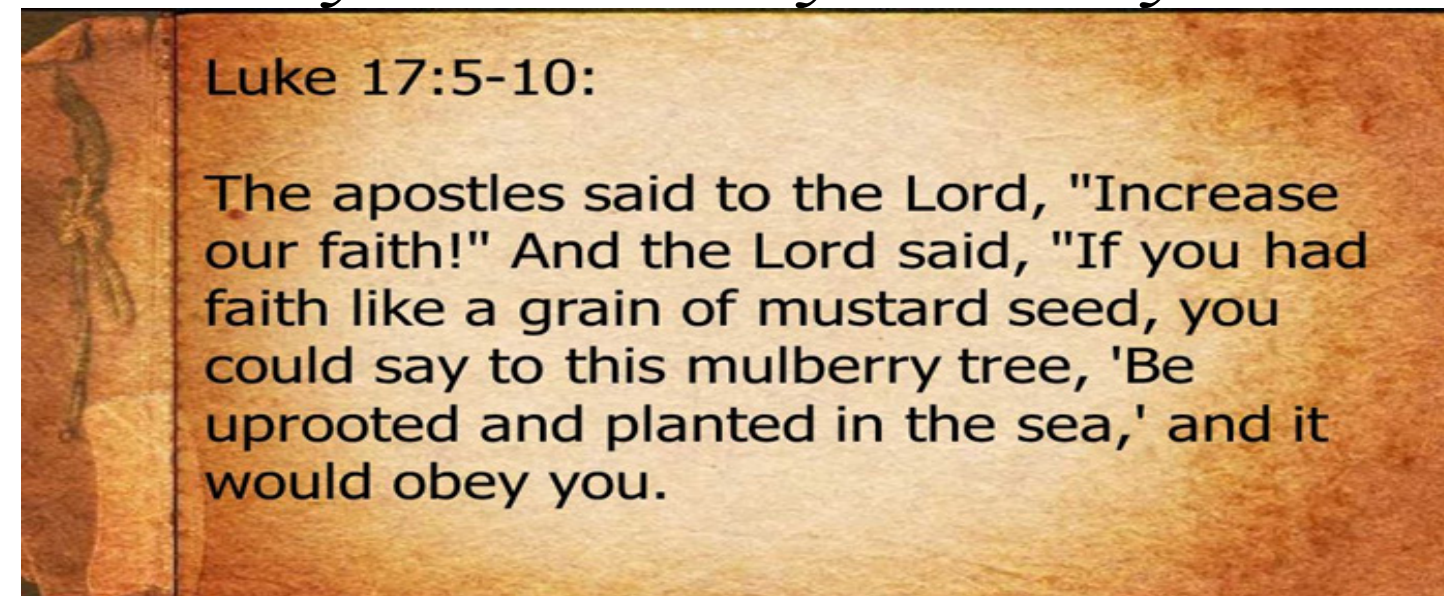 Luke 17:5-10:
The apostles said to the Lord, "Increase
our faith!" And the Lord said, "If you had
faith like a grain of mustard seed, you
could say to this mulberry tree, 'Be
uprooted and planted in the sea,' and it
would obey you.